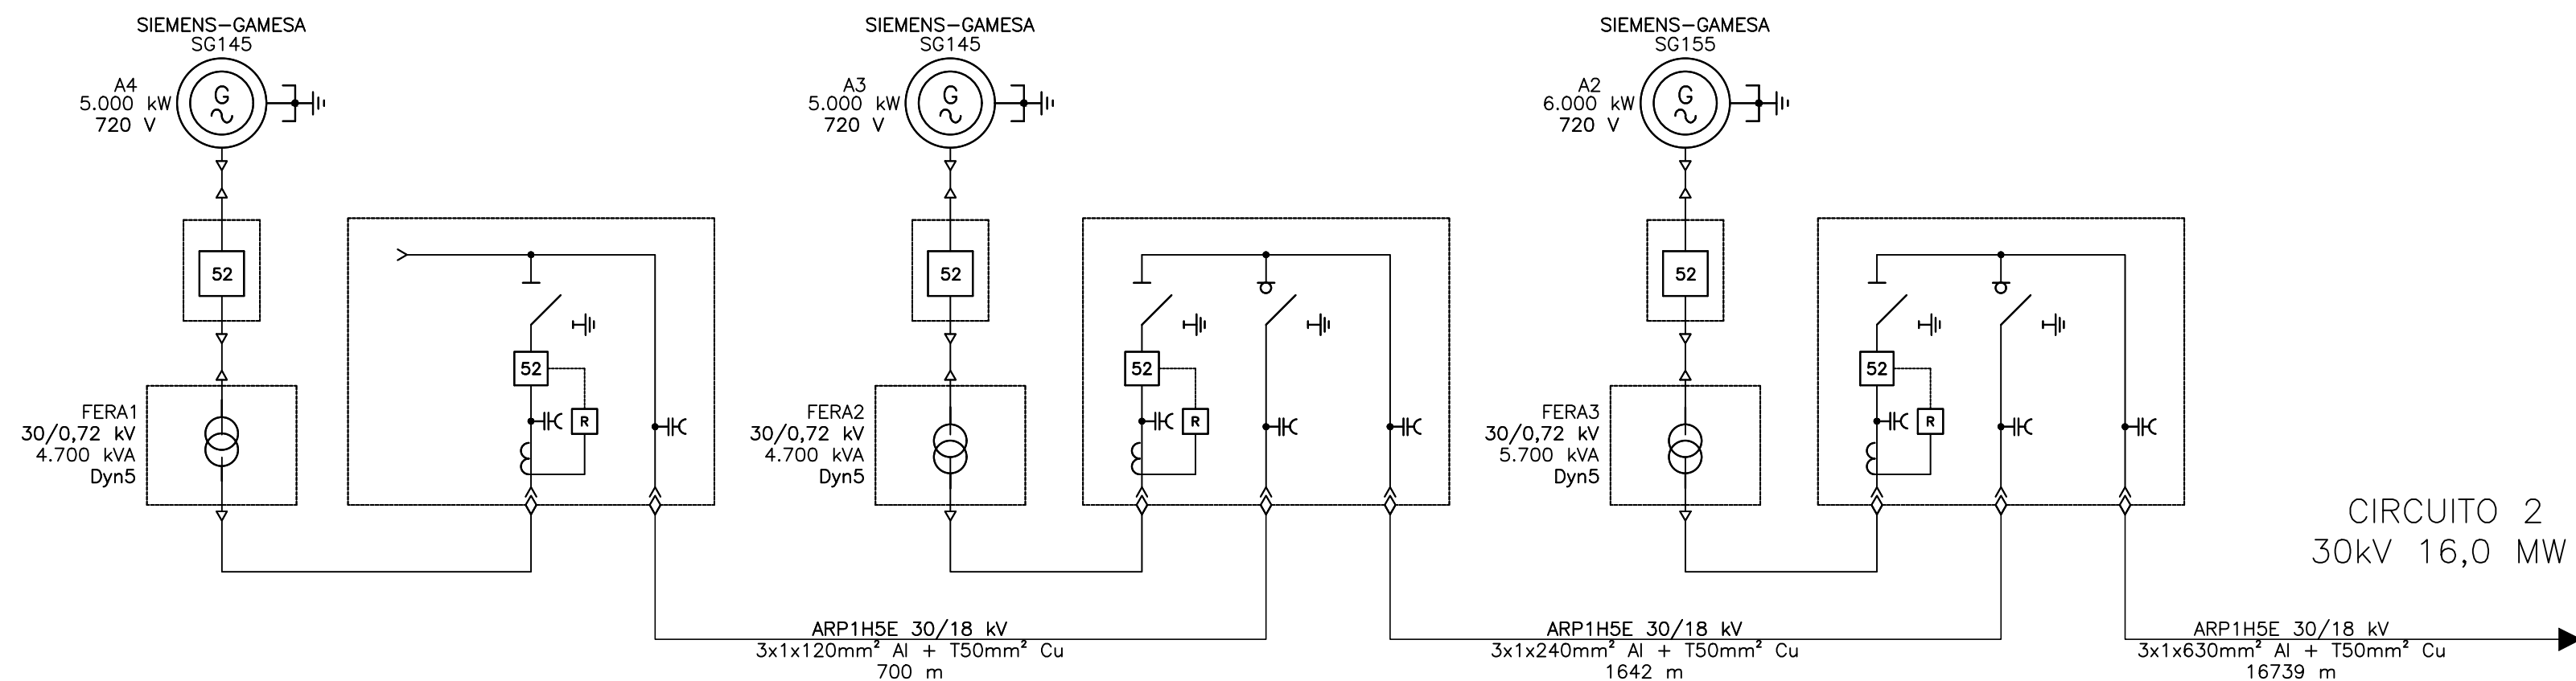 SIEMENS-GAMESA
SG145
A4
5.000 kW
720 V
G
52
FERA1
30/0,72 kV
4.700 kVA
Dyn5
52
R
SIEMENS-GAMESA
SG145
A3
5.000 kW
720 V
G
52
FERA2
30/0,72 kV
4.700 kVA
Dyn5
52
R
SIEMENS-GAMESA
SG155
A2
6.000 kW
720 V
G
52
FERA3
30/0,72 kV
5.700 kVA
Dyn5
52
R
CIRCUITO 2
30kV 16,0 MW
ARP1H5E 30/18 kV
3x1x120mm² Al + T50mm² Cu
700 m
ARP1H5E 30/18 kV
3x1x240mm² Al + T50mm² Cu
1642 m
ARP1H5E 30/18 kV
3x1x630mm² Al + T50mm² Cu
16739 m